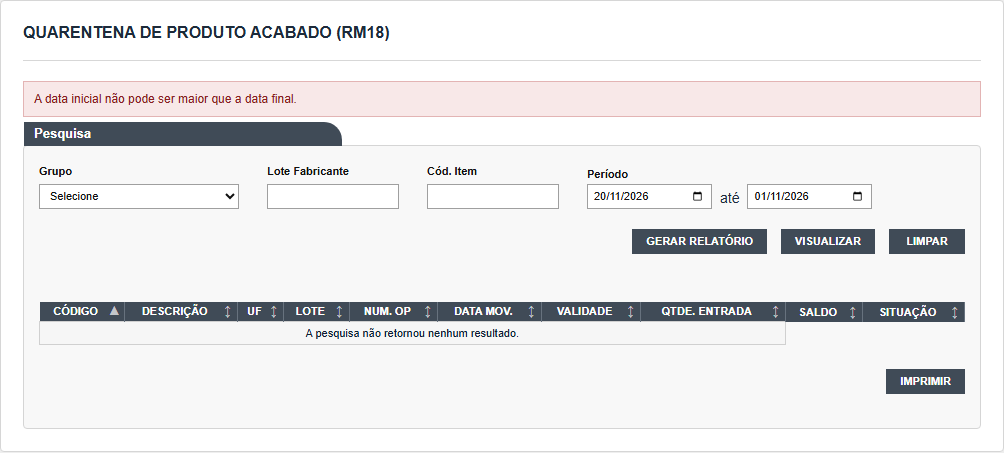 QUARENTENA DE PRODUTO ACABADO (RM18)
A data inicial não pode ser maior que a data final.
Pesquisa
Grupo Lote Fabricante Cód. Item Período
Selecione 20/11/2026 até 01/11/2026
GERAR RELATÓRIO VISUALIZAR LIMPAR
CÓDIGO DESCRIÇÃO UF LOTE NUM. OP DATA MOV. VALIDADE QTDE. ENTRADA SALDO SITUAÇÃO
A pesquisa não retornou nenhum resultado.
IMPRIMIR